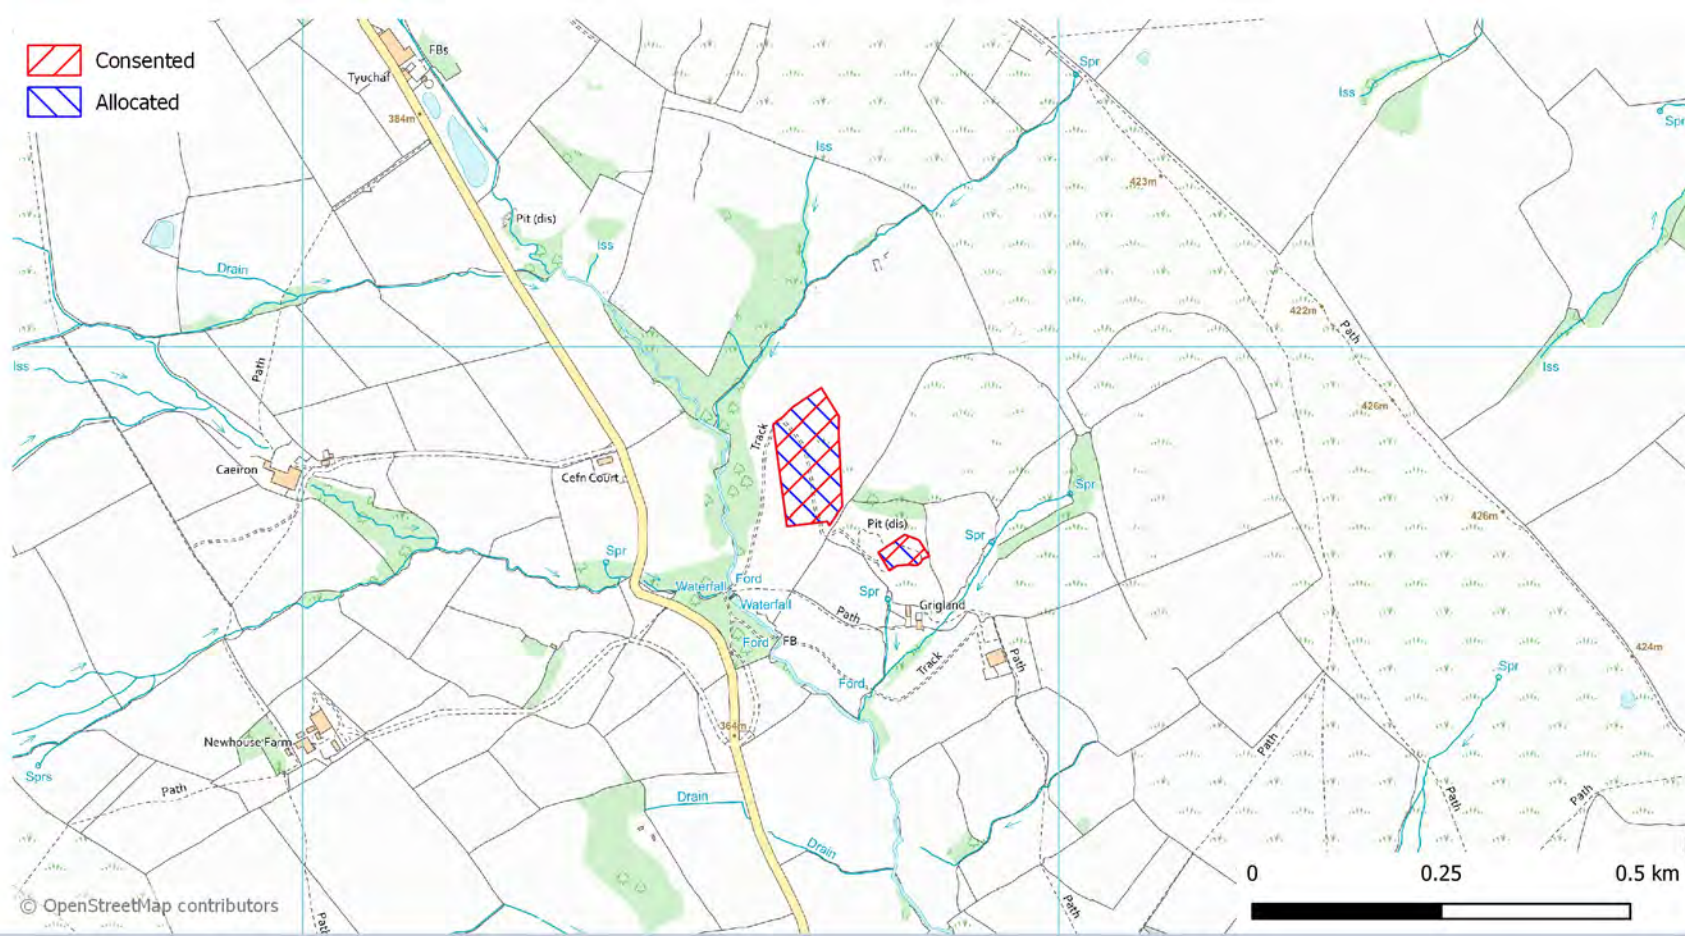 Consented
Allocated
FBs
Tyuchaf
384m
Spr
Iss
Spr
Iss
423m
Pit (dis)
Iss
Drain
422m
Path
Iss
Path
Iss
426m
Track
Caeiron
Cefn Court
Spr
426m
Pit (dis)
Spr
Spr
Waterfall
Ford
Waterfall
Spr
Path
Grigland
Ford
FB
Track
Path
424m
Ford
Spr
364m
Newhouse Farm
Path
Sprs
Path
Drain
Path
Path
Drain
0
0.25
0.5 km
© OpenStreetMap contributors
Path
Path